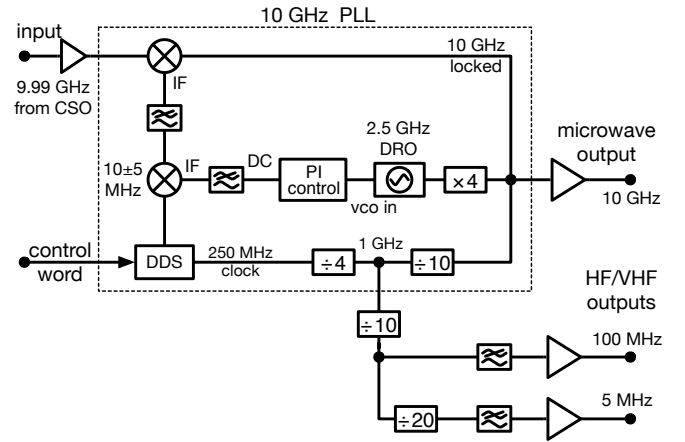 10 GHz PLL
input
9.99 GHz
from CSO
IF
10 GHz
locked
10±5
MHz
IF
DC
PI
control
2.5 GHz
DRO
vco in
×4
microwave
output
10 GHz
control
word
DDS
250 MHz
clock
÷4
1 GHz
÷10
÷10
HF/VHF
outputs
100 MHz
÷20
5 MHz